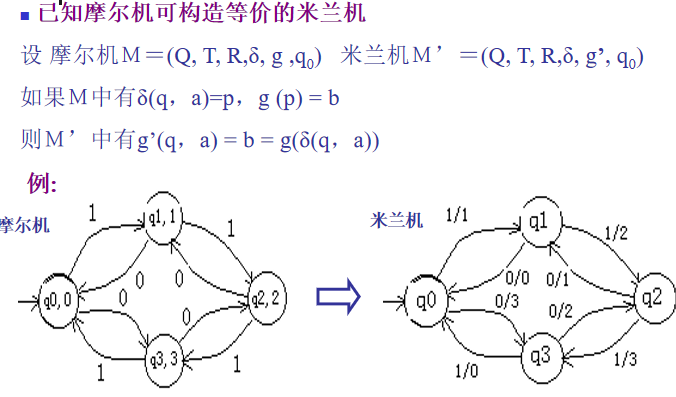 ■ 已知摩尔机可构造等价的米兰机
设 摩尔机M＝(Q, T, R,δ, g ,q0) 米兰机M’＝(Q, T, R,δ, g’, q0)
如果M中有δ(q，a)=p，g (p) = b
则M’中有g’(q，a) = b = g(δ(q，a))
例:
摩尔机
1
q1,1
1
0
0
q0,0
0
0
q2,2
1
q3,3
1
米兰机
1/1
q1
1/2
0/0
0/1
q0
0/3
0/2
q2
1/0
q3
1/3